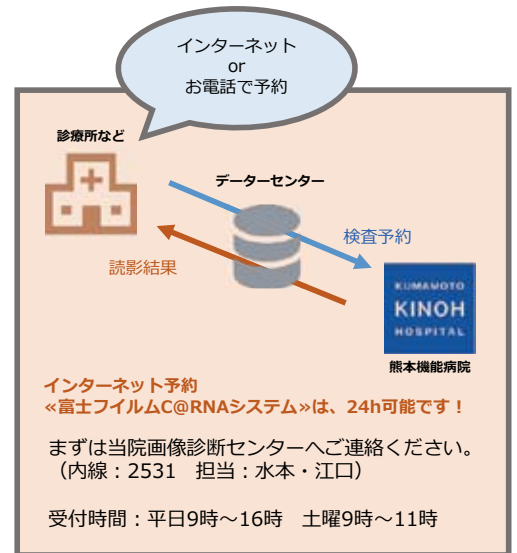 インターネット
or
お電話で予約
診療所など
データーセンター
検査予約
読影結果
KUMAMOTO
KINOH
HOSPITAL
熊本機能病院
インターネット予約
«富士フイルムC@RNAシステム»は、24h可能です！
まずは当院画像診断センターへご連絡ください。
（内線：2531　担当：水本・江口）
受付時間：平日9時～16時　土曜9時～11時